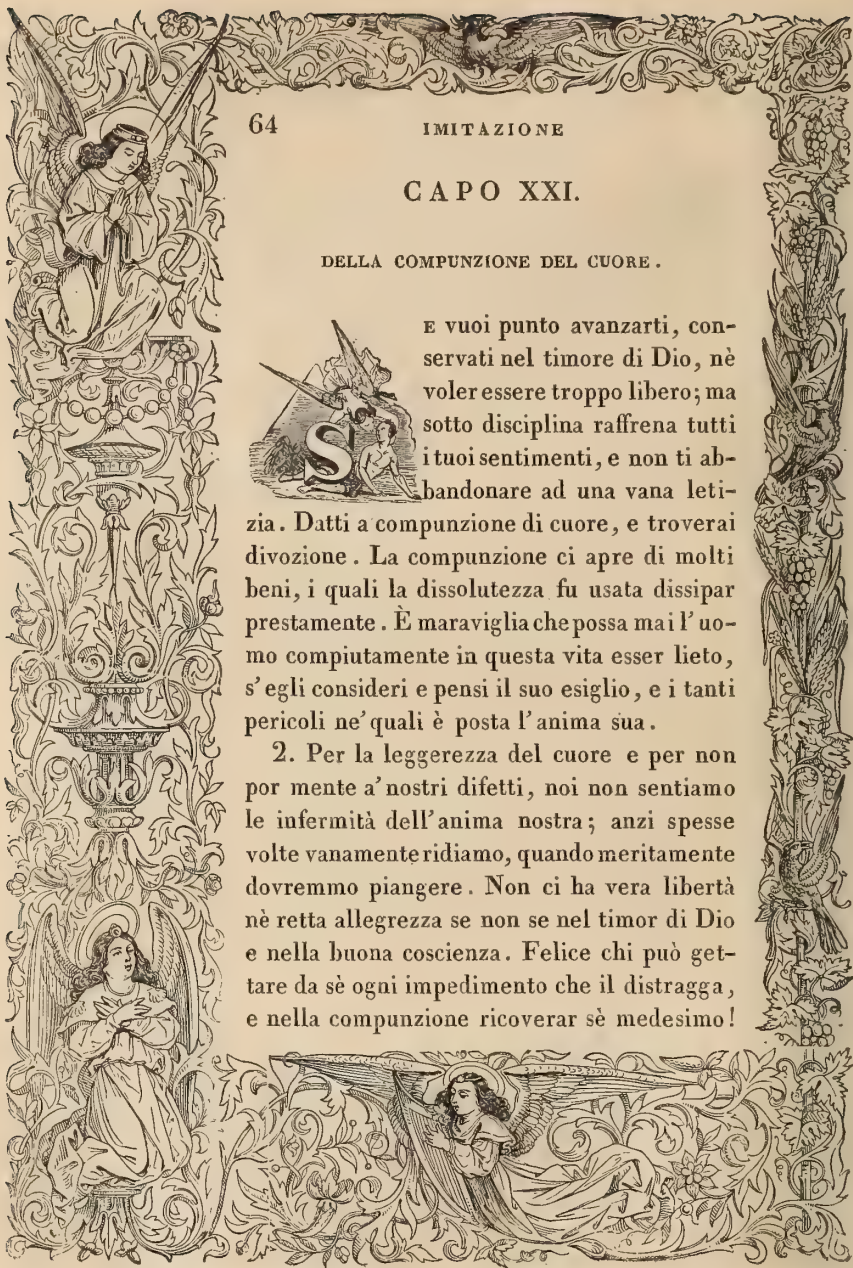 64 IMITAZIONE
CAPO XXI.
DELLA COMPUNZIONE DEL CUORE.
SE vuoi punto avanzarti, con-
servati nel timore di Dio, nè
voler essere troppo libero; ma
sotto disciplina raffrena tutti
i tuoi sentimenti, e non ti ab-
bandonare ad una vana leti-
zia. Datti a compunzione di cuore, e troverai
divozione. La compunzione ci apre di molti
beni, i quali la dissolutezza fu usata dissipar
prestamente. È maraviglia che possa mai l'uo-
mo compiutamente in questa vita esser lieto,
s'egli consideri e pensi il suo esiglio, e i tanti
pericoli ne' quali è posta l'anima sua.
2. Per la leggerezza del cuore e per non
por mente a' nostri difetti, noi non sentiamo
le infermità dell'anima nostra; anzi spesse
volte vanamente ridiamo, quando meritamente
dovremmo piangere. Non ci ha vera libertà
nè retta allegrezza se non se nel timor di Dio
e nella buona coscienza. Felice chi può get-
tare da sè ogni impedimento che il distragga,
e nella compunzione ricoverar sè medesimo!